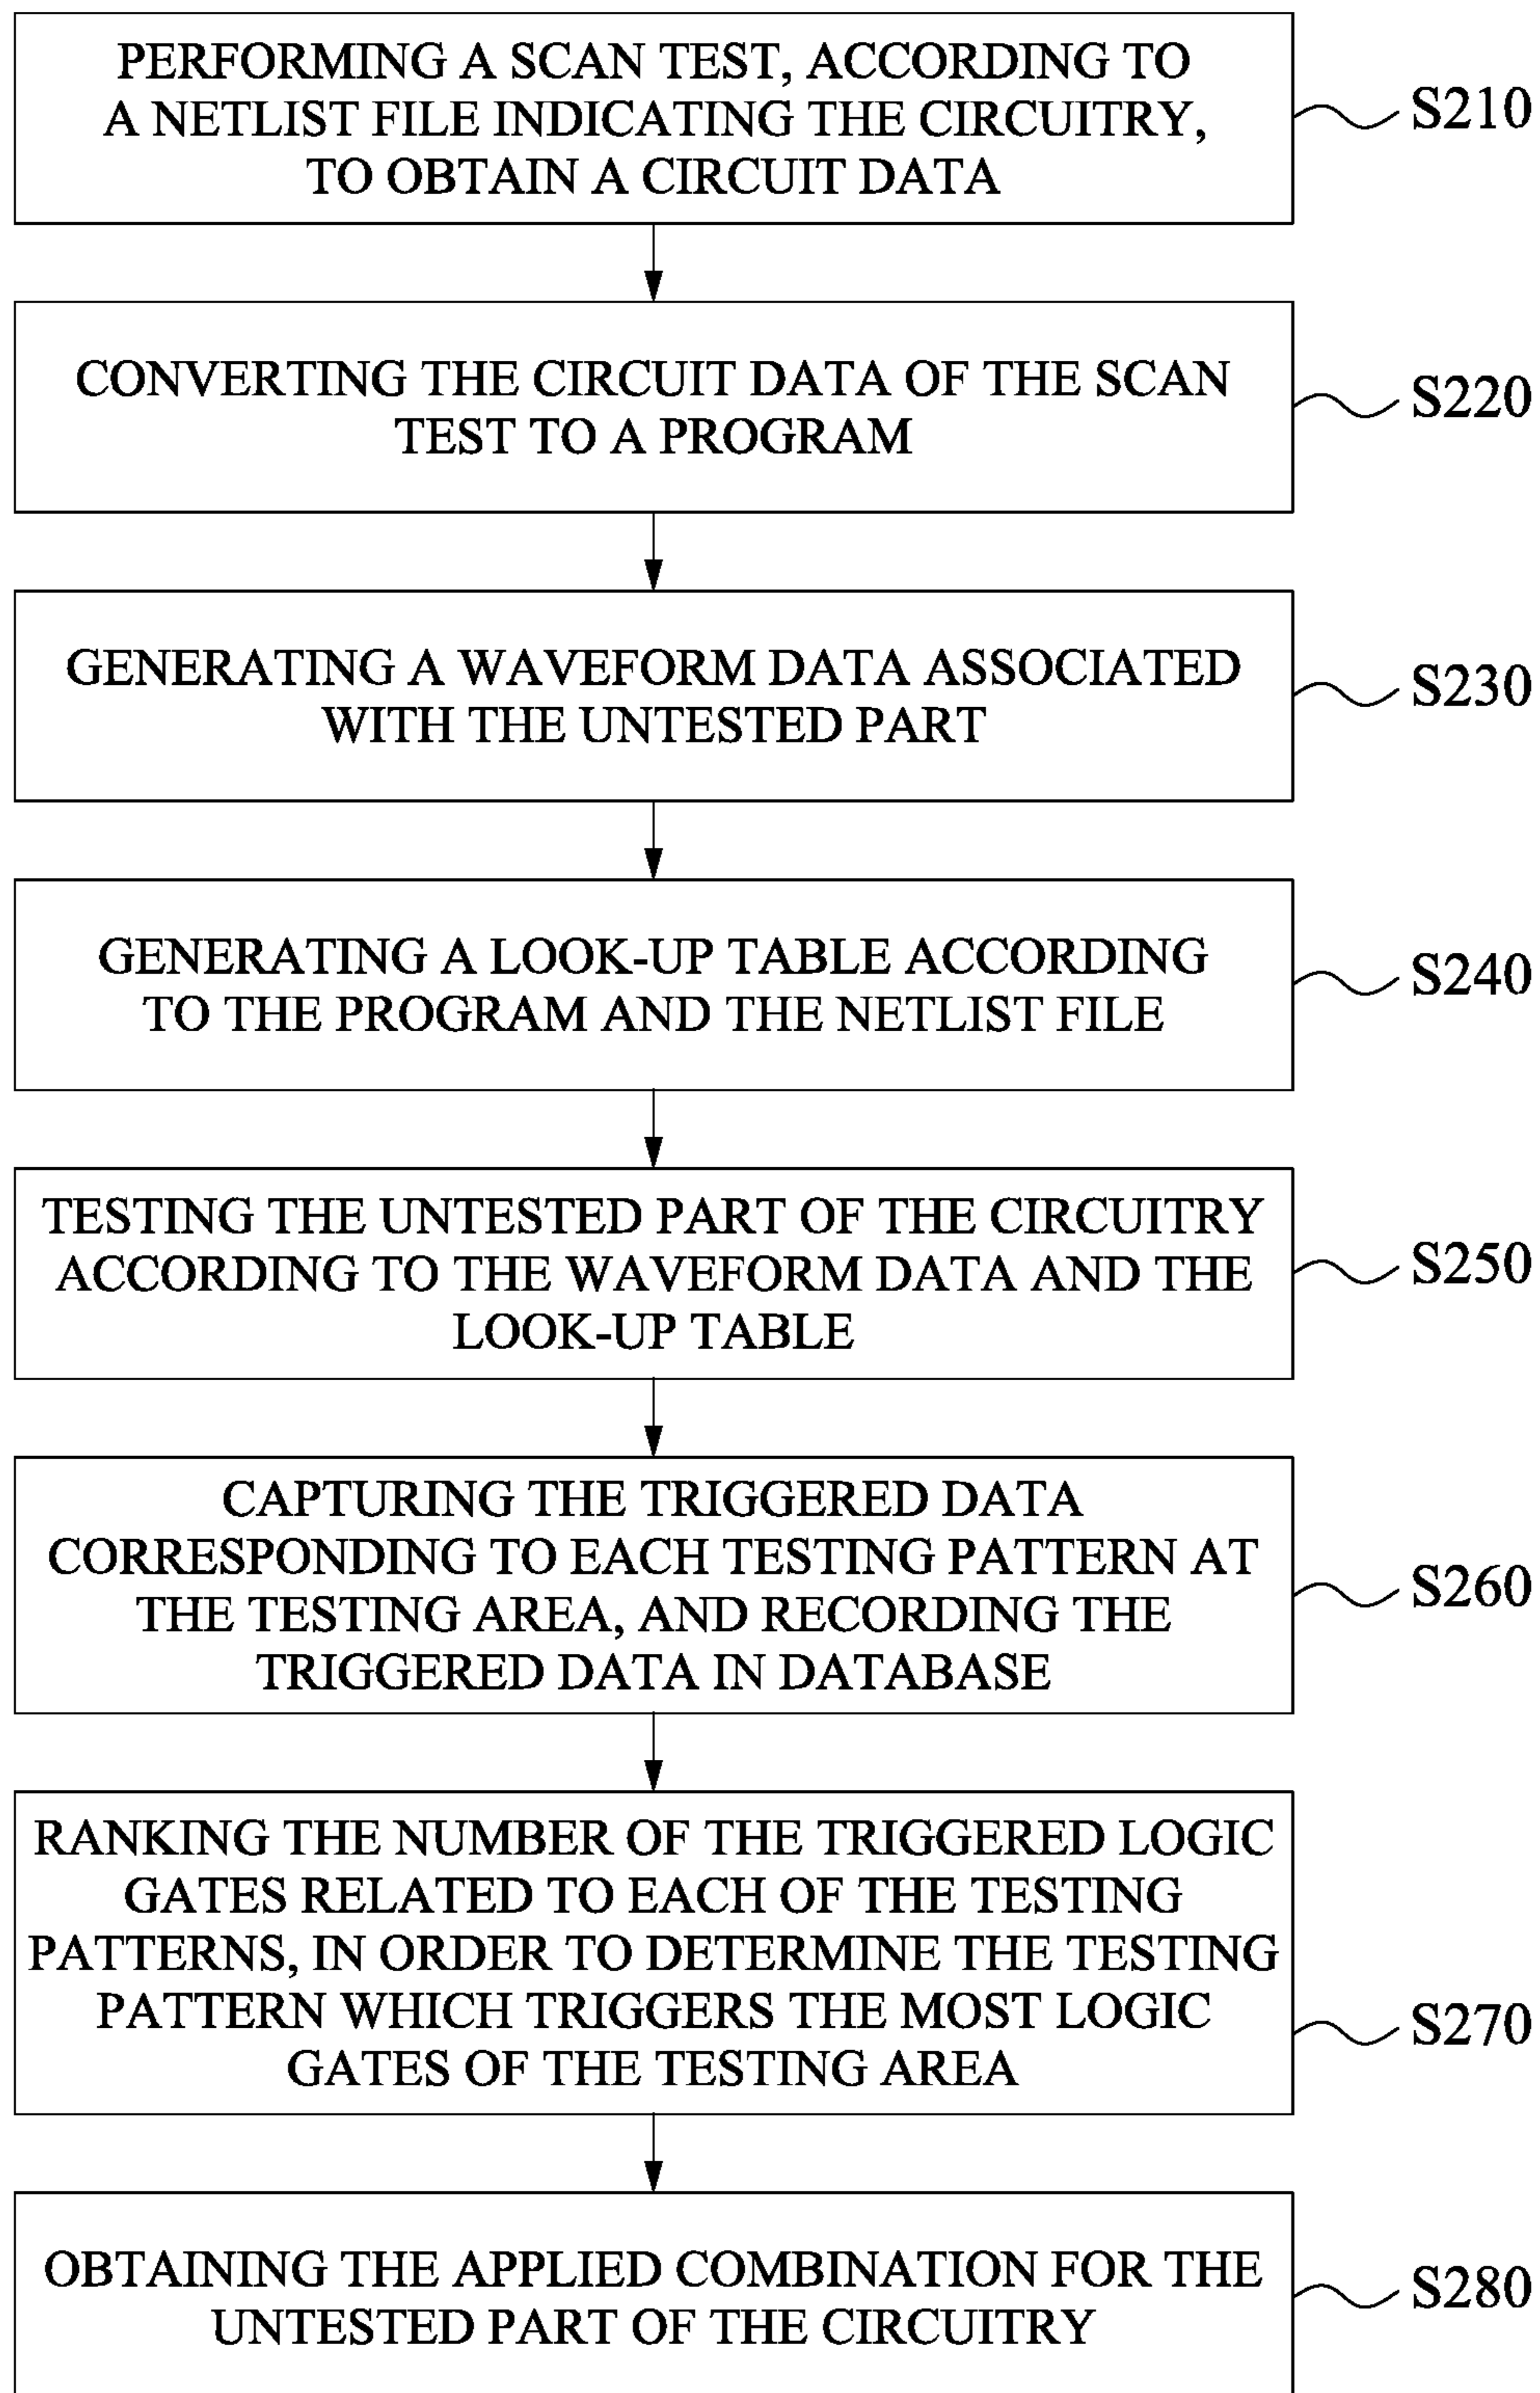 PERFORMING A SCAN TEST, ACCORDING TO
A NETLIST FILE INDICATING THE CIRCUITRY,
TO OBTAIN A CIRCUIT DATA
S210
CONVERTING THE CIRCUIT DATA OF THE SCAN
TEST TO A PROGRAM
S220
GENERATING A WAVEFORM DATA ASSOCIATED
WITH THE UNTESTED PART
S230
GENERATING A LOOK-UP TABLE ACCORDING
TO THE PROGRAM AND THE NETLIST FILE
S240
TESTING THE UNTESTED PART OF THE CIRCUITRY
ACCORDING TO THE WAVEFORM DATA AND THE
LOOK-UP TABLE
S250
CAPTURING THE TRIGGERED DATA
CORRESPONDING TO EACH TESTING PATTERN AT
THE TESTING AREA, AND RECORDING THE
TRIGGERED DATA IN DATABASE
S260
RANKING THE NUMBER OF THE TRIGGERED LOGIC
GATES RELATED TO EACH OF THE TESTING
PATTERNS, IN ORDER TO DETERMINE THE TESTING
PATTERN WHICH TRIGGERS THE MOST LOGIC
GATES OF THE TESTING AREA
S270
OBTAINING THE APPLIED COMBINATION FOR THE
UNTESTED PART OF THE CIRCUITRY
S280